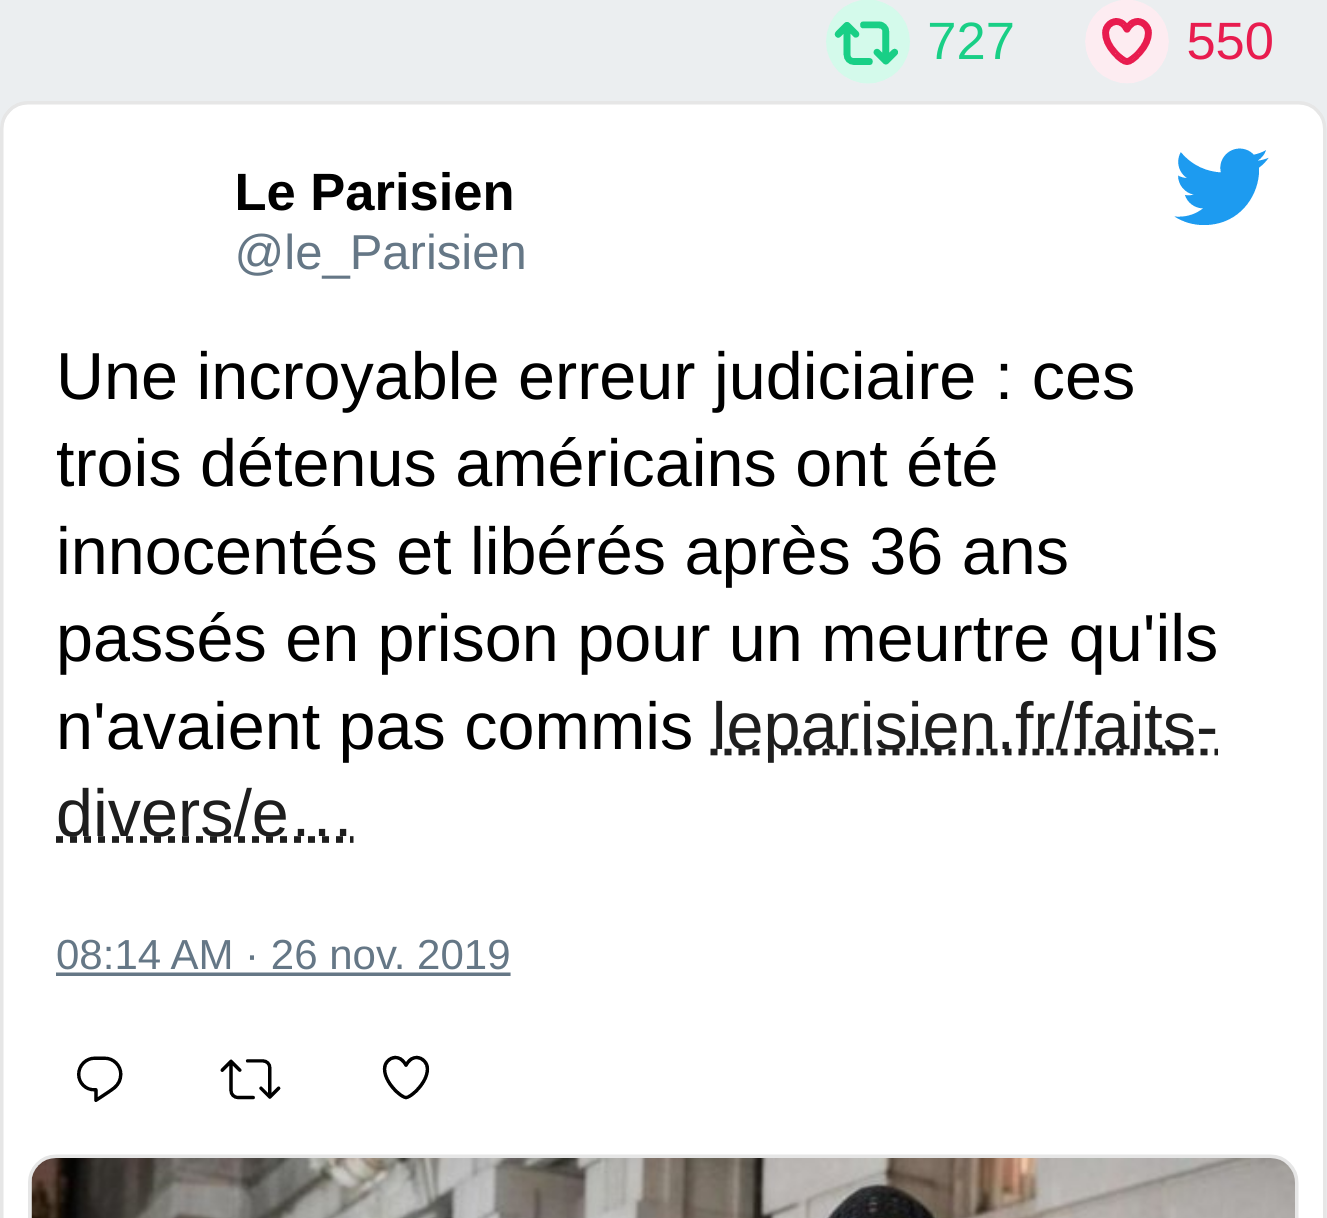 727 550
Le Parisien
@le_Parisien
Une incroyable erreur judiciaire : ces
trois détenus américains ont été
innocentés et libérés après 36 ans
passés en prison pour un meurtre qu'ils
n'avaient pas commis leparisien.fr/faits-
divers/e…
08:14 AM · 26 nov. 2019